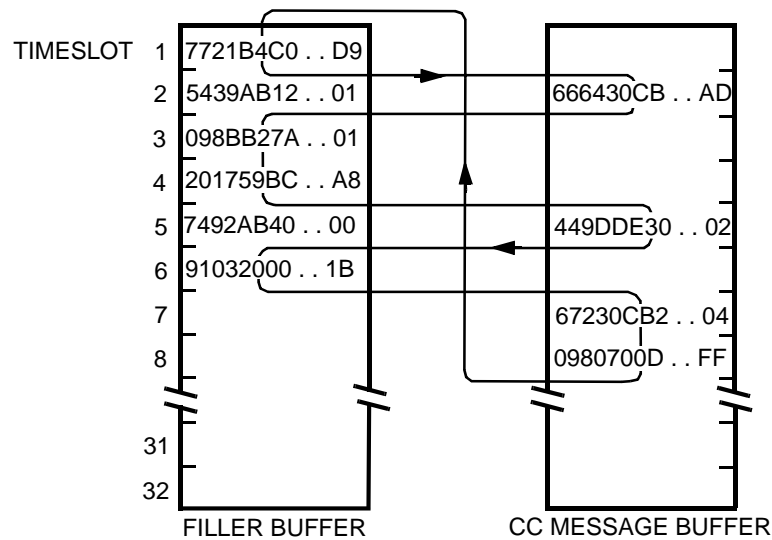 TIMESLOT 1 7721B4C0 . . D9
2 5439AB12 . . 01 666430CB . . AD
3 098BB27A . . 01
4 201759BC . . A8
5 7492AB40 . . 00 449DDE30 . . 02
6 91032000 . . 1B
7 67230CB2 . . 04
8 0980700D . . FF
31
32
FILLER BUFFER CC MESSAGE BUFFER